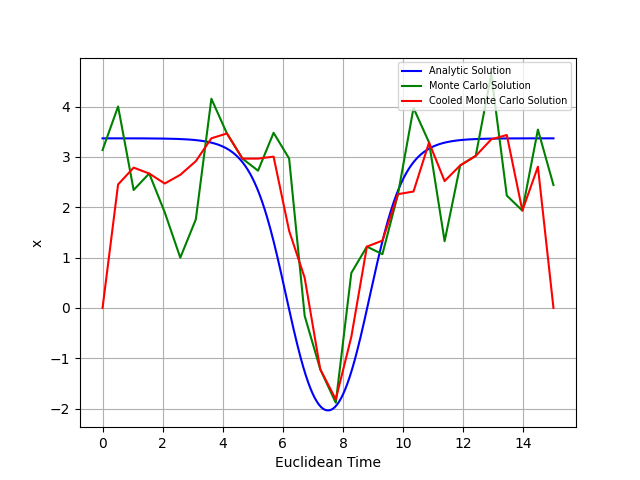 Analytic Solution
Monte Carlo Solution
Cooled Monte Carlo Solution
4
3
2
1
0
−1
−2
x
0 2 4 6 8 10 12 14
Euclidean Time